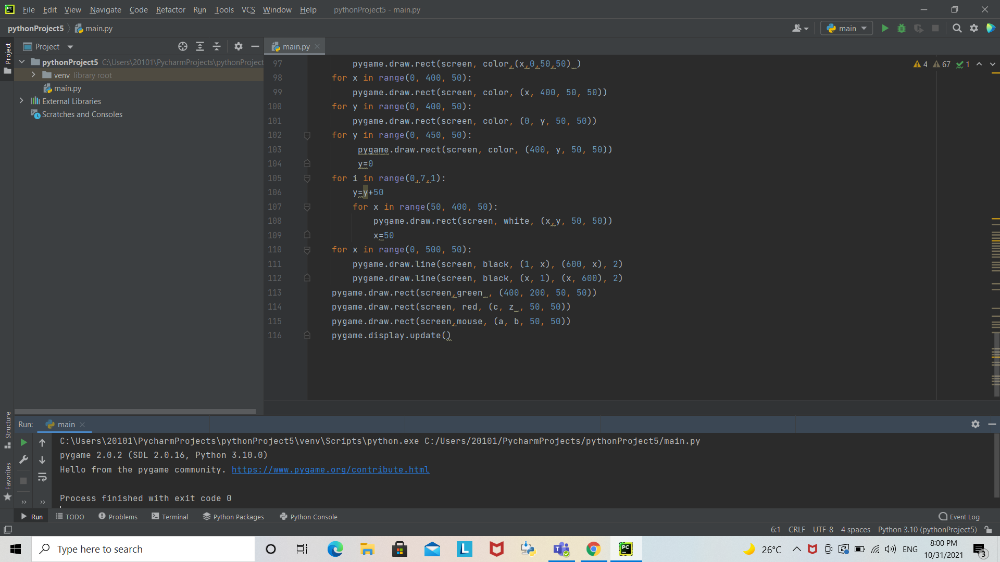 File Edit View Navigate Code Refactor Run Tools VCS Window Help pythonProject5 - main.py
pythonProject5 main.py main
Project
Project main.py
pythonProject5 C:\Users\20101\PycharmProjects\pythonProject
venv library root
main.py
External Libraries
Scratches and Consoles
4 67 1
97 pygame.draw.rect(screen, color,(x,0,50,50) )
98 for x in range(0, 400, 50):
99 pygame.draw.rect(screen, color, (x, 400, 50, 50))
100 for y in range(0, 400, 50):
101 pygame.draw.rect(screen, color, (0, y, 50, 50))
102 for y in range(0, 450, 50):
103 pygame.draw.rect(screen, color, (400, y, 50, 50))
104 y=0
105 for i in range(0,7,1):
106 y=y+50
107 for x in range(50, 400, 50):
108 pygame.draw.rect(screen, white, (x,y, 50, 50))
109 x=50
110 for x in range(0, 500, 50):
111 pygame.draw.line(screen, black, (1, x), (600, x), 2)
112 pygame.draw.line(screen, black, (x, 1), (x, 600), 2)
113 pygame.draw.rect(screen,green , (400, 200, 50, 50))
114 pygame.draw.rect(screen, red, (c, z , 50, 50))
115 pygame.draw.rect(screen,mouse, (a, b, 50, 50))
116 pygame.display.update()
Structure
Favorites
Run: main
C:\Users\20101\PycharmProjects\pythonProject5\venv\Scripts\python.exe C:/Users/20101/PycharmProjects/pythonProject5/main.py
pygame 2.0.2 (SDL 2.0.16, Python 3.10.0)
Hello from the pygame community. https://www.pygame.org/contribute.html
Process finished with exit code 0
Run TODO Problems Terminal Python Packages Python Console Event Log
6:1 CRLF UTF-8 4 spaces Python 3.10 (pythonProject5)
Type here to search
26°C ENG
8:00 PM
10/31/2021
3